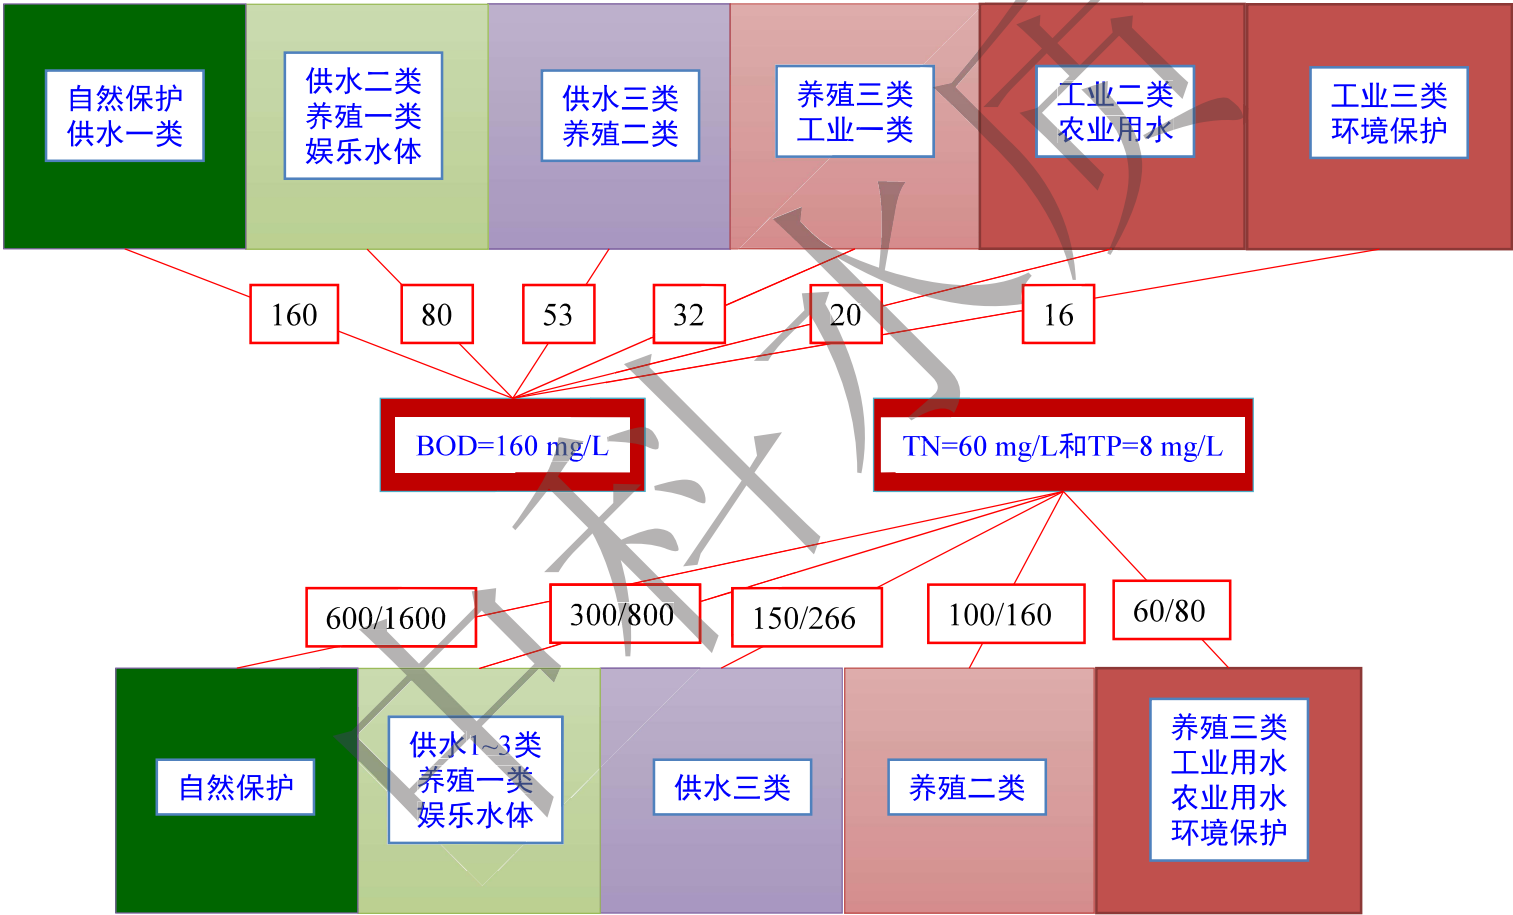 自然保护
供水一类
供水二类
养殖一类
娱乐水体
供水三类
养殖二类
养殖三类
工业一类
工业二类
农业用水
工业三类
环境保护
160
80
53
32
20
16
BOD=160 mg/L
TN=60 mg/L和TP=8 mg/L
600/1600
300/800
150/266
100/160
60/80
自然保护
供水1~3类
养殖一类
娱乐水体
供水三类
养殖二类
养殖三类
工业用水
农业用水
环境保护
中科水质